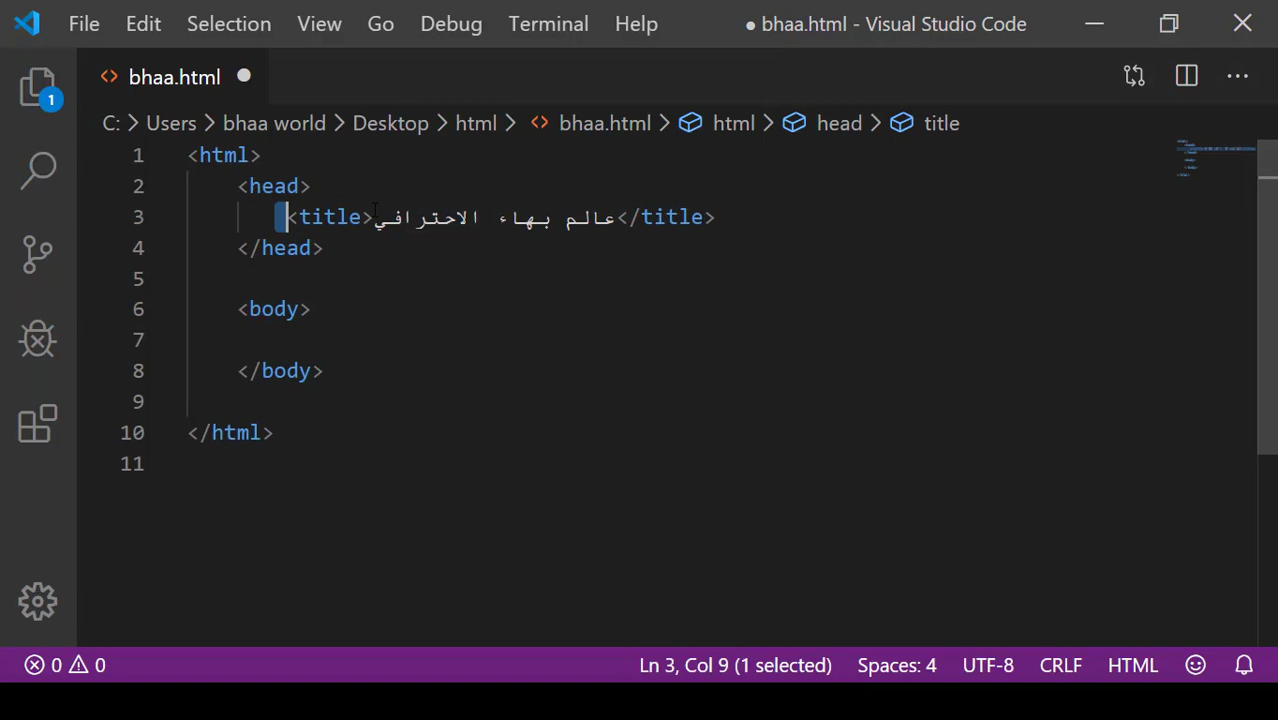 File Edit Selection View Go Debug Terminal Help ● bhaa.html - Visual Studio Code
bhaa.html
C: > Users > bhaa world > Desktop > html > bhaa.html > html > head > title
1 <html>
2 <head>
3 <title>عالم بهاء الاحترافي</title>
4 </head>
5
6 <body>
7
8 </body>
9
10 </html>
11
1
0 0 Ln 3, Col 9 (1 selected) Spaces: 4 UTF-8 CRLF HTML